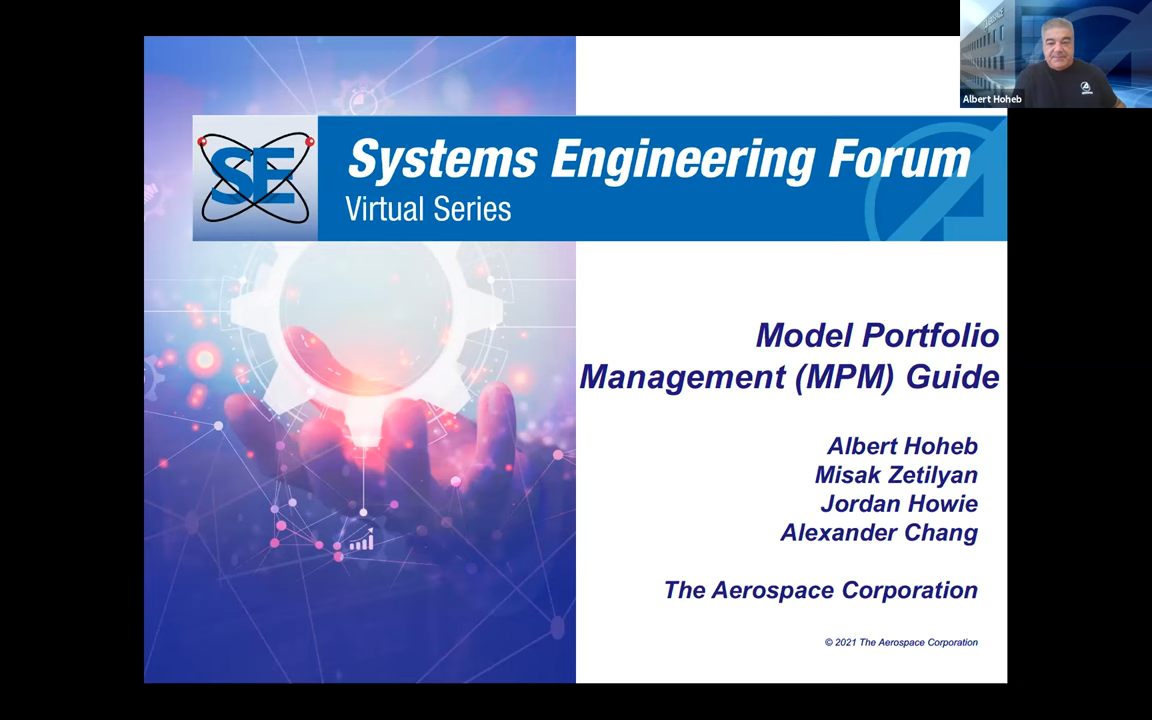 Albert Hoheb
SE
Systems Engineering Forum
Virtual Series
Model Portfolio
Management (MPM) Guide
Albert Hoheb
Misak Zetilyan
Jordan Howie
Alexander Chang
The Aerospace Corporation
© 2021 The Aerospace Corporation